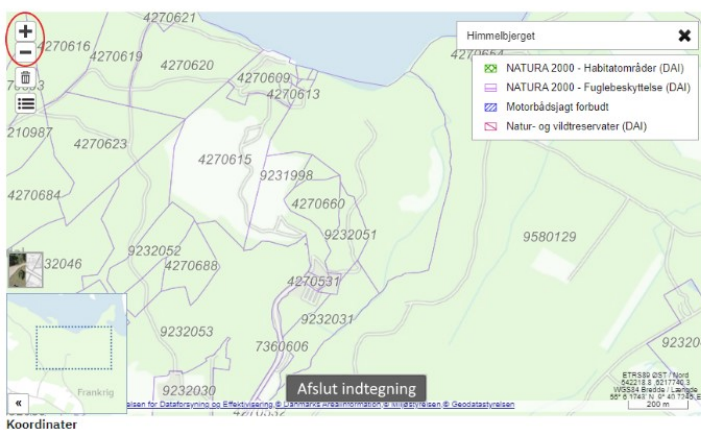 4270621
Himmelbjerget
4270616
4270619
4270620
4270609
4270613
NATURA 2000 - Habitatområder (DAI)
NATURA 2000 - Fuglebeskyttelse (DAI)
Motorbådsjagt forbudt
Natur- og vildtreservater (DAI)
210987
4270623
4270615
9231998
4270684
4270660
9232051
9580129
9232052
32046
4270688
4270531
9232031
9232053
7360606
Frankrig
9232030
Afslut indtegning
ETRS89 ØST / Nord
WGS84 Bredde / Længde
200 m
«
Koordinater